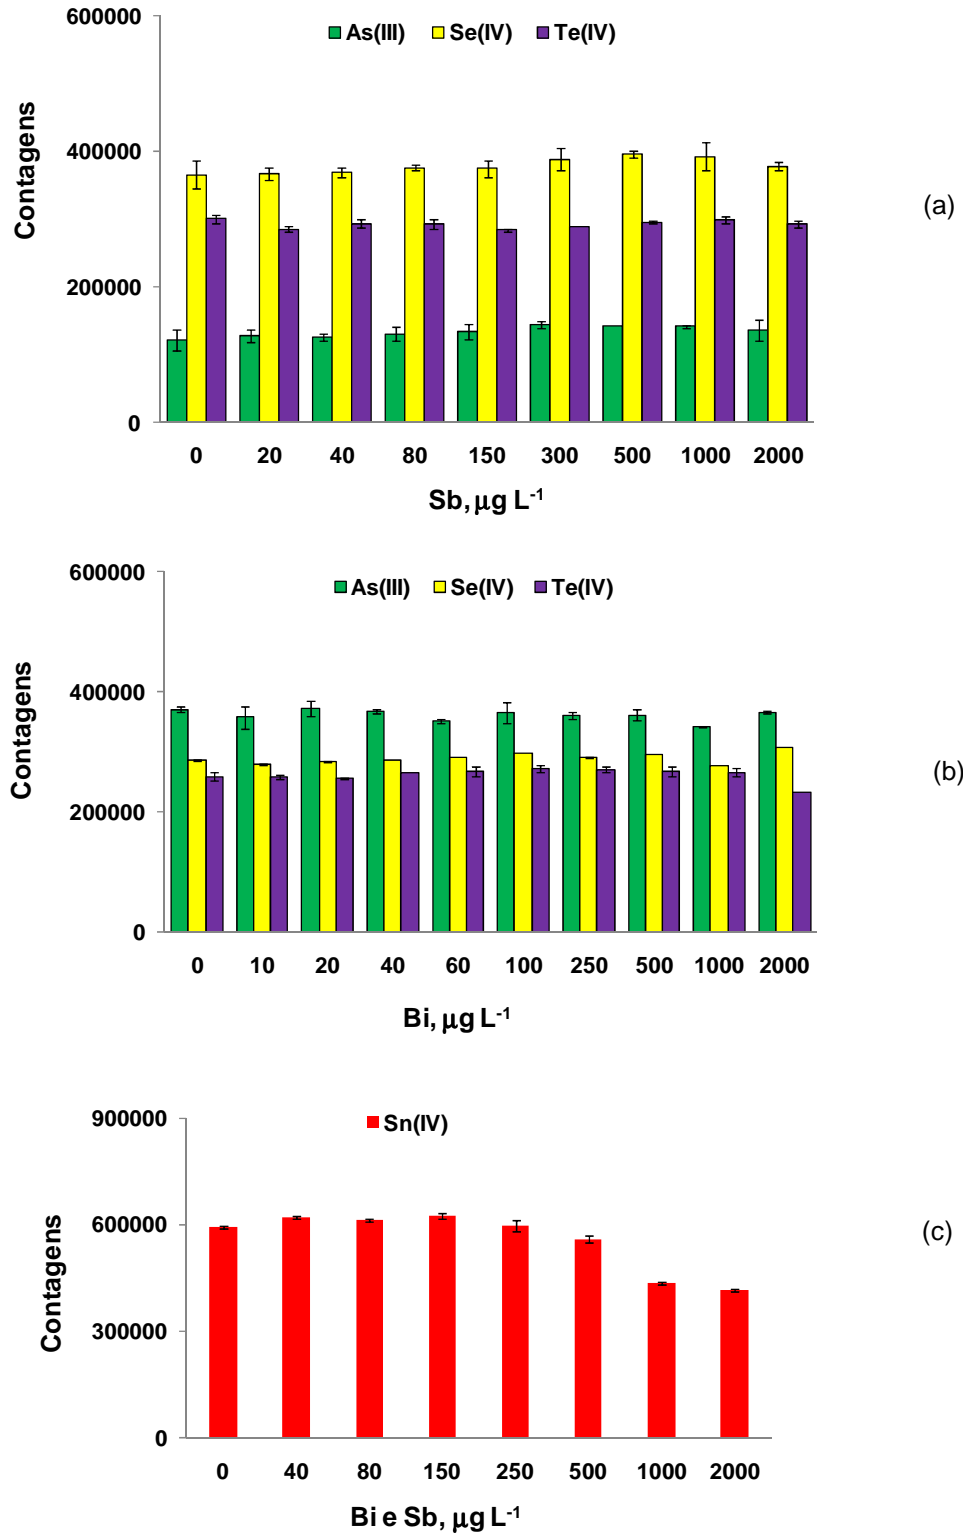 600000
As(III) Se(IV) Te(IV)
400000
Contagens
(a)
200000
0
0 20 40 80 150 300 500 1000 2000
Sb, µg L-1
600000
As(III) Se(IV) Te(IV)
400000
Contagens
(b)
200000
0
0 10 20 40 60 100 250 500 1000 2000
Bi, µg L-1
900000
Sn(IV)
600000
Contagens
(c)
300000
0
0 40 80 150 250 500 1000 2000
Bi e Sb, µg L-1